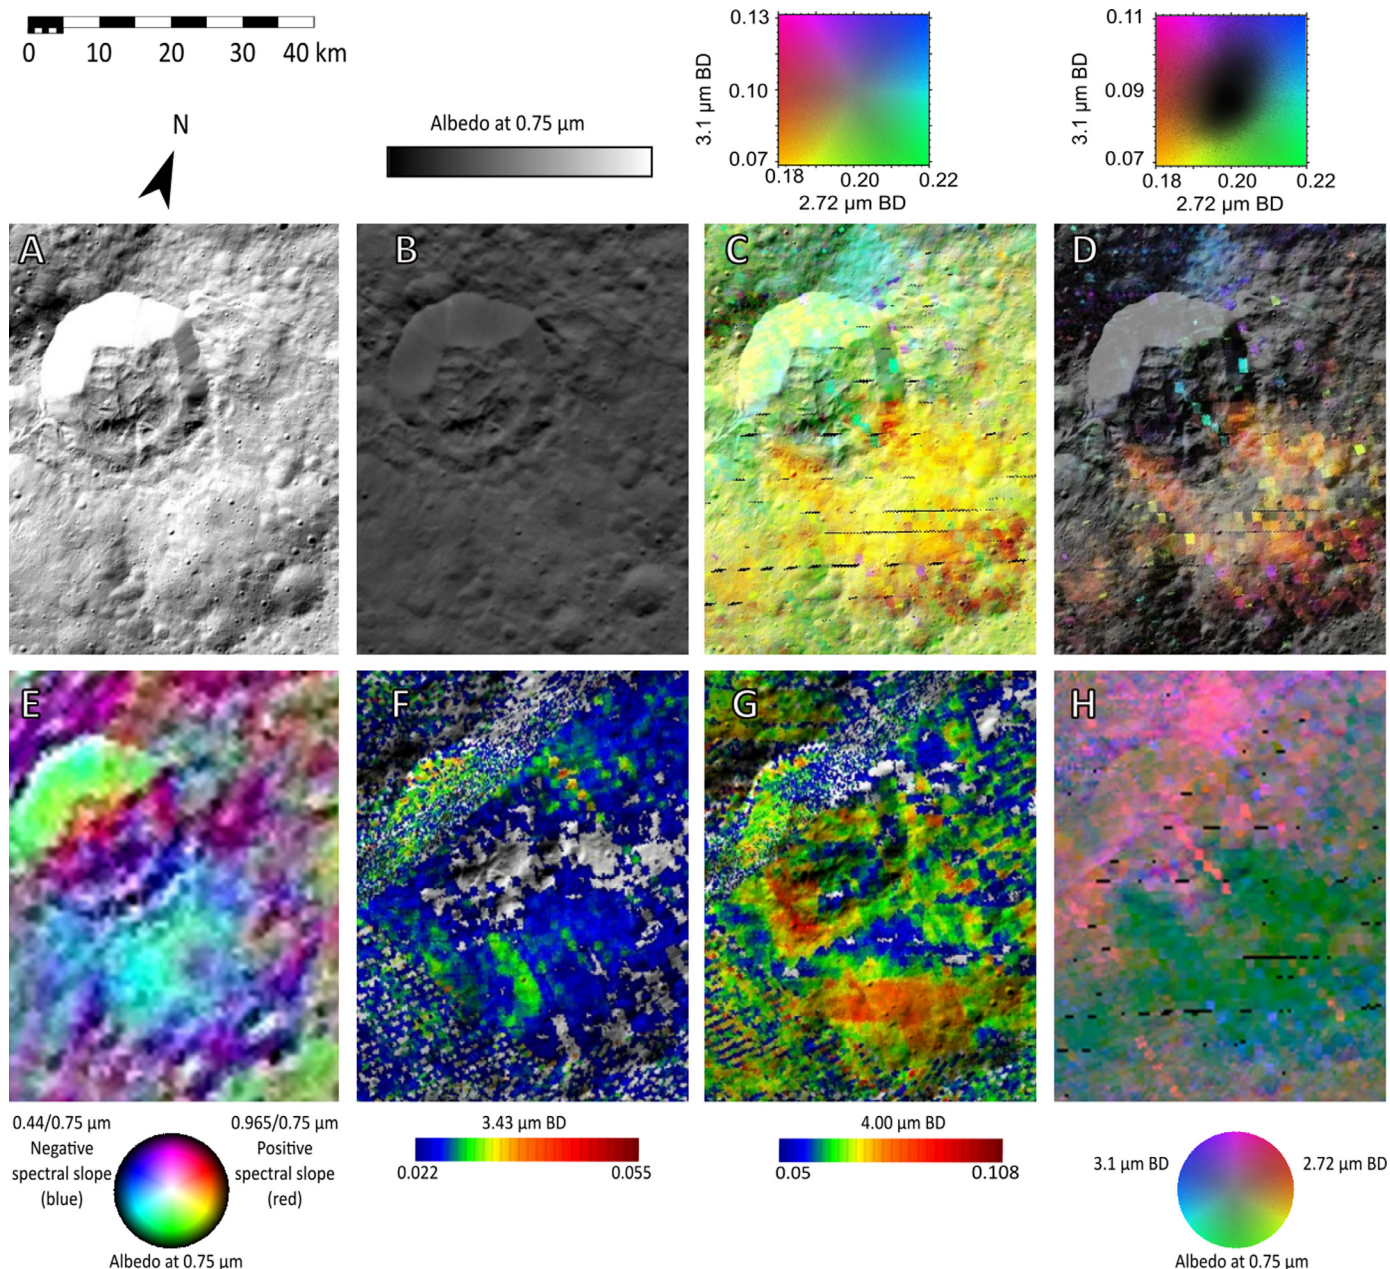 0 10 20 30 40 km
N
Albedo at 0.75 µm
0.13
0.10
0.07
3.1 µm BD
0.18 0.20 0.22
2.72 µm BD
0.11
0.09
0.07
3.1 µm BD
0.18 0.20 0.22
2.72 µm BD
A
B
C
D
E
F
G
H
0.44/0.75 µm
Negative
spectral slope
(blue)
0.965/0.75 µm
Positive
spectral slope
(red)
Albedo at 0.75 µm
3.43 µm BD
0.022 0.055
4.00 µm BD
0.05 0.108
3.1 µm BD
2.72 µm BD
Albedo at 0.75 µm